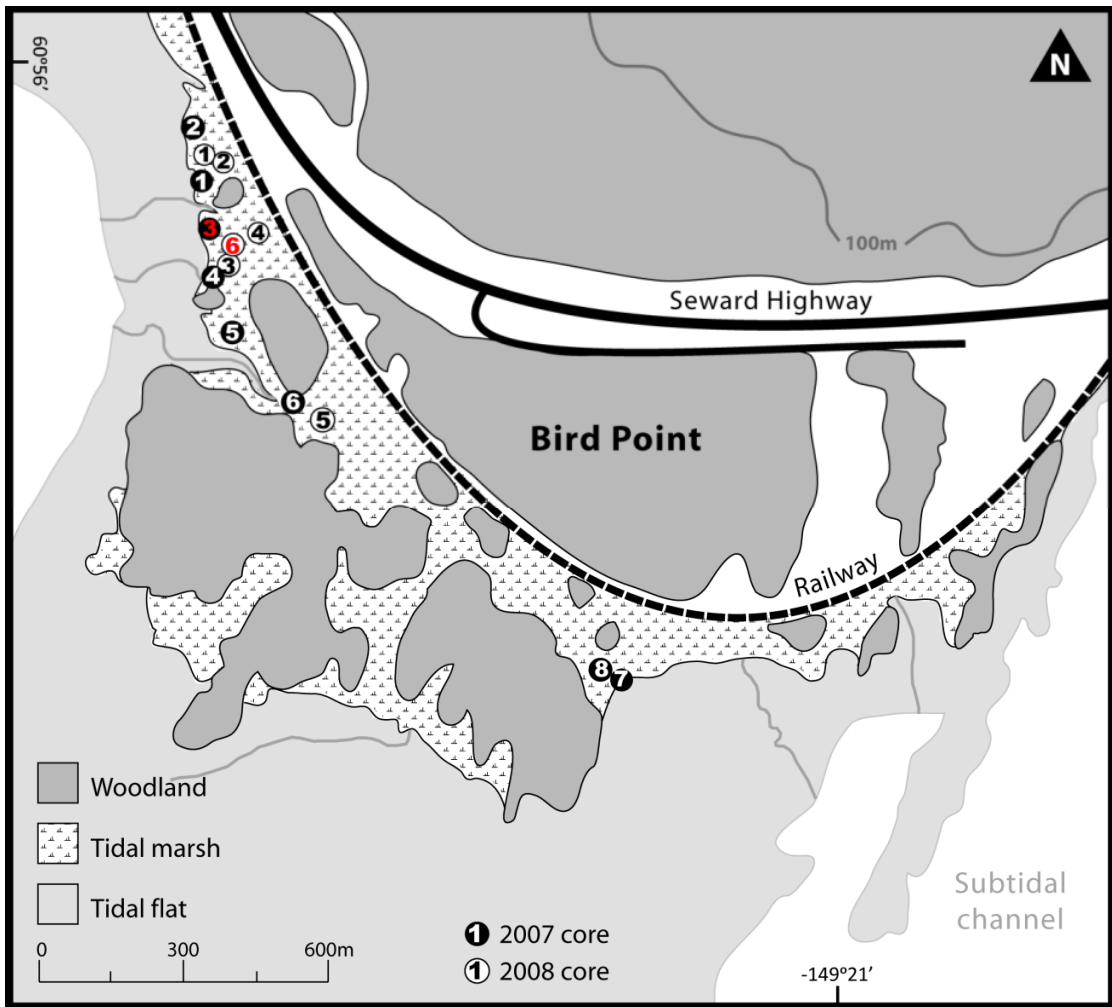 N
60°56'
2
1
2
1
3
4
6
3
4
5
6
5
100m
Seward Highway
Bird Point
Railway
8
7
Woodland
Tidal marsh
Tidal flat
0 300 600m
1 2007 core
1 2008 core
Subtidal
channel
-149°21'